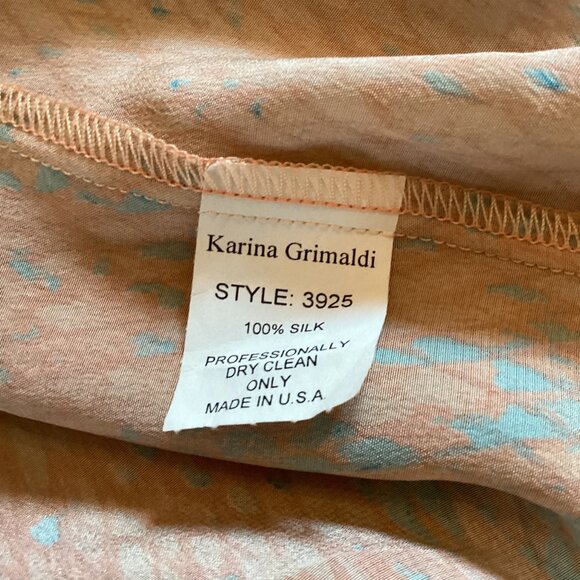 Karina Grimaldi
STYLE: 3925
100% SILK
PROFESSIONALLY
DRY CLEAN
ONLY
MADE IN U.S.A.